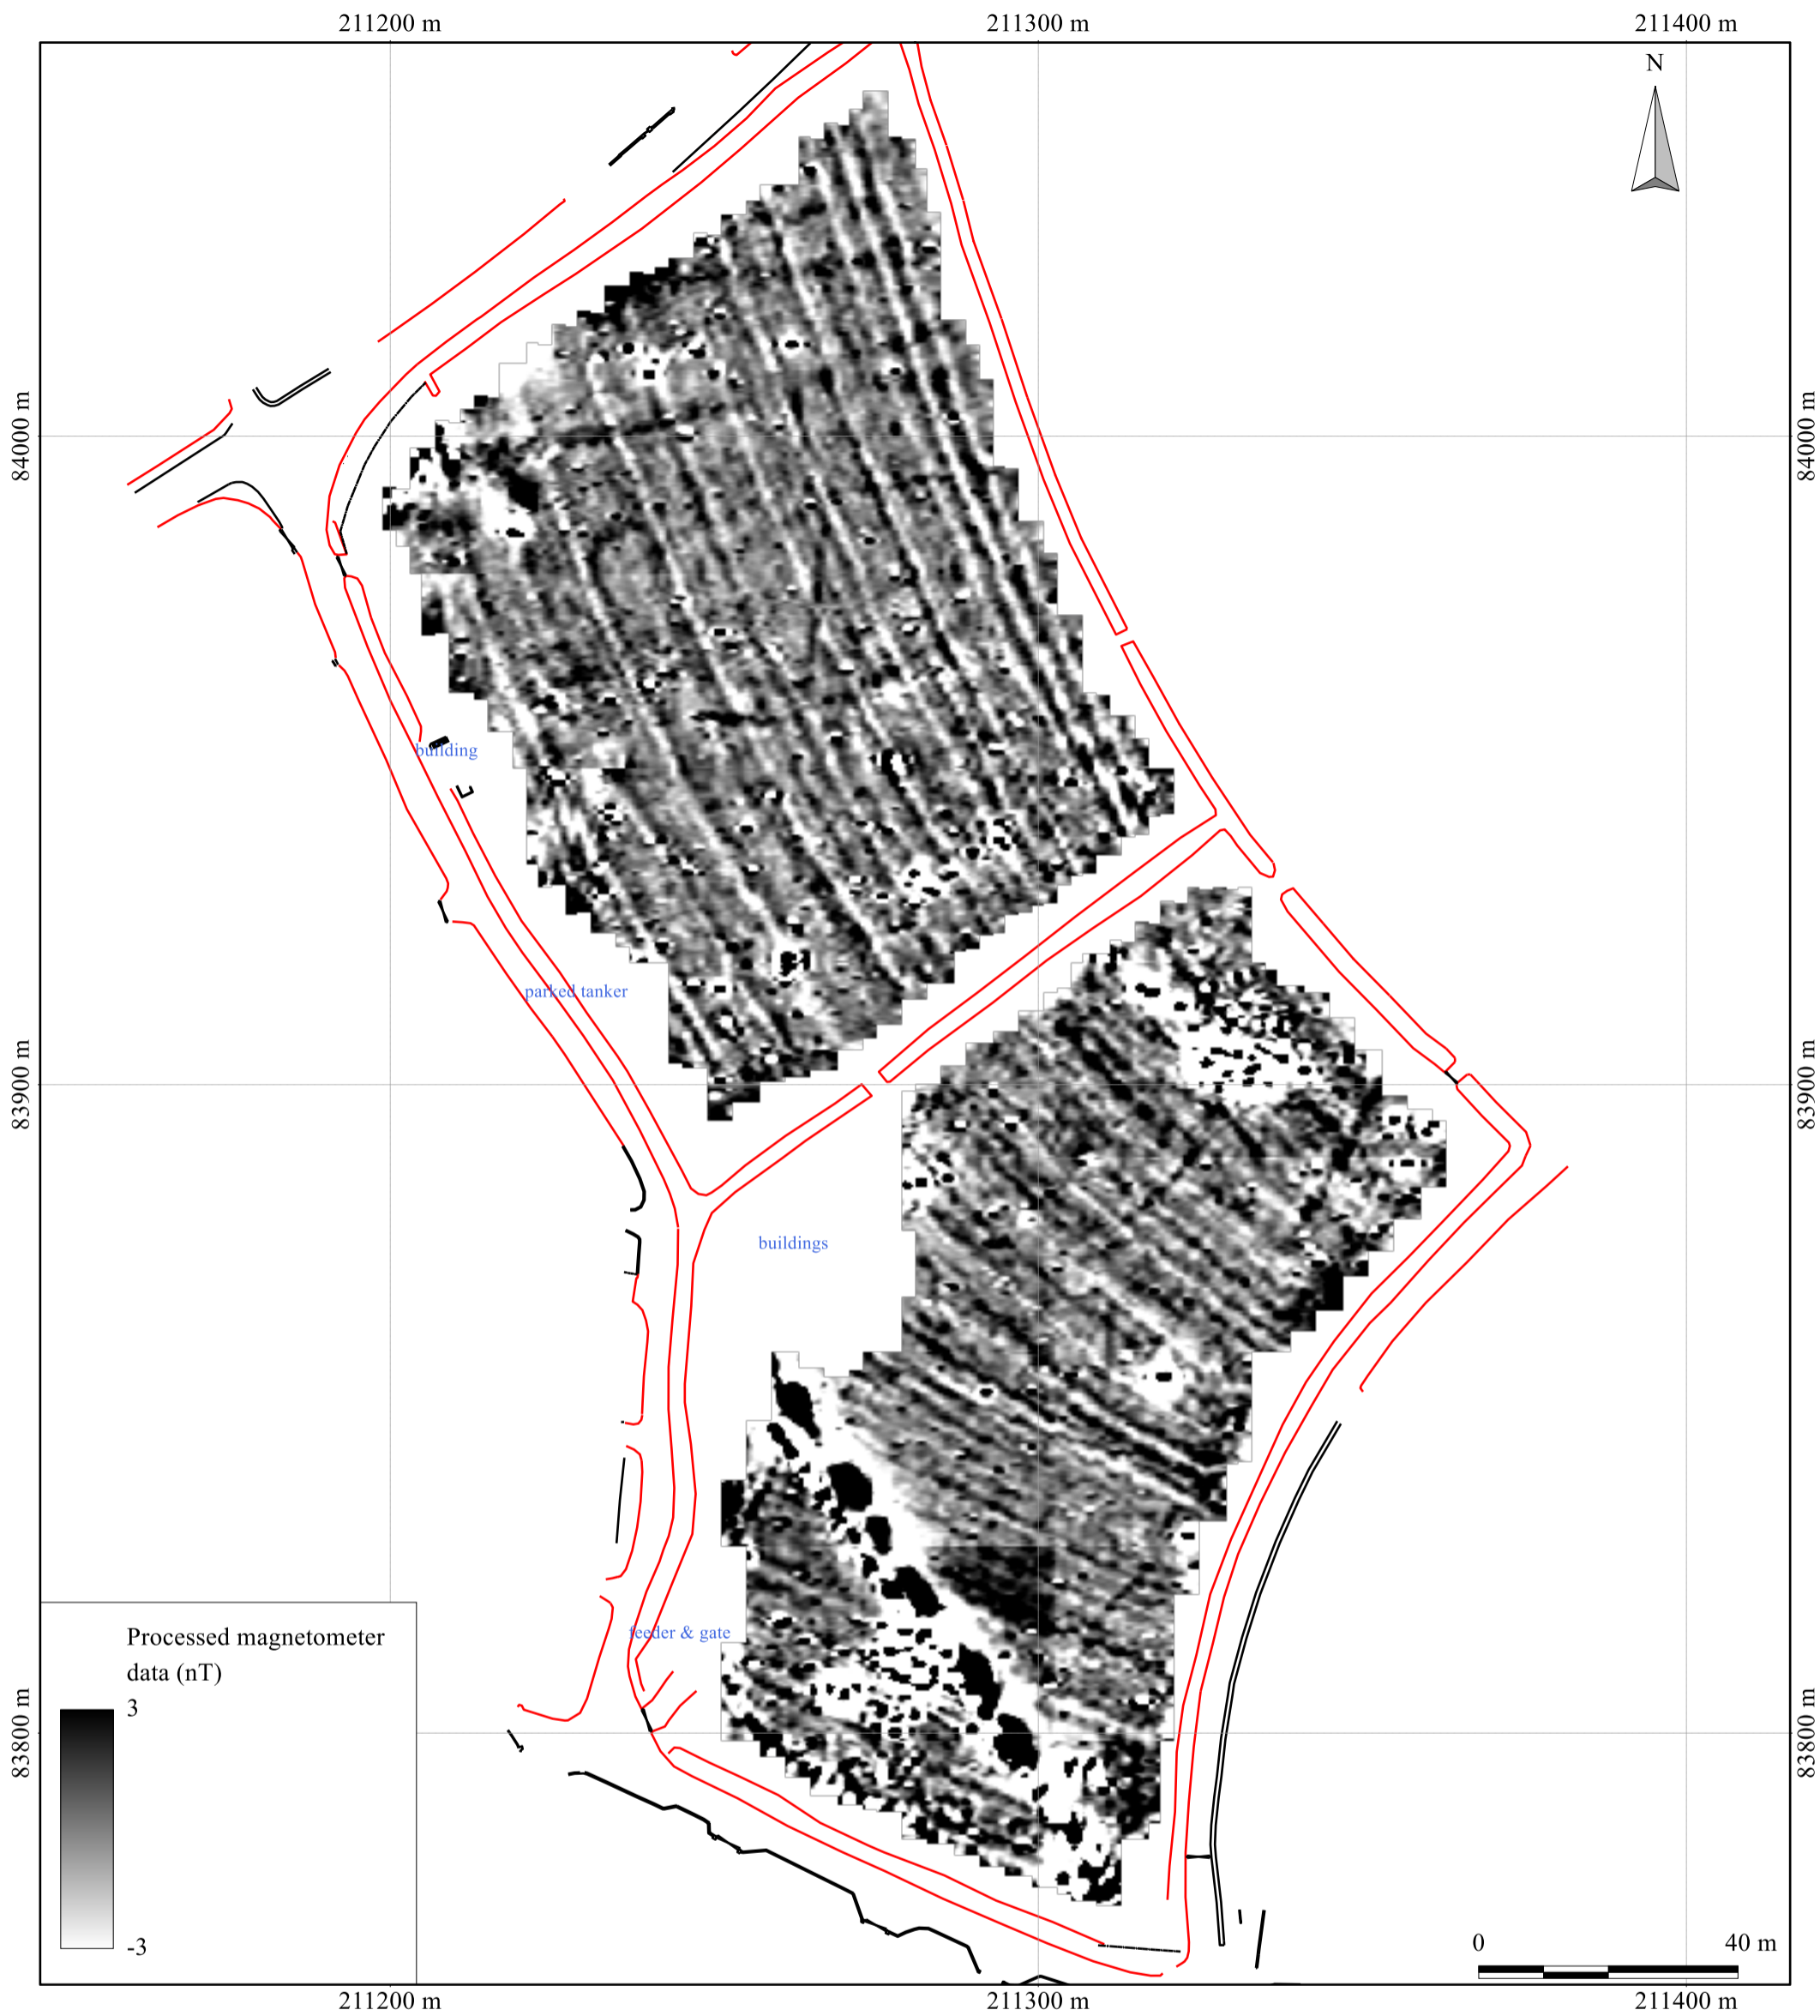 211200 m
211300 m
211400 m
N
84000 m
84000 m
building
parked tanker
83900 m
83900 m
buildings
feeder & gate
Processed magnetometer
data (nT)
3
-3
83800 m
83800 m
0
40 m
211200 m
211300 m
211400 m